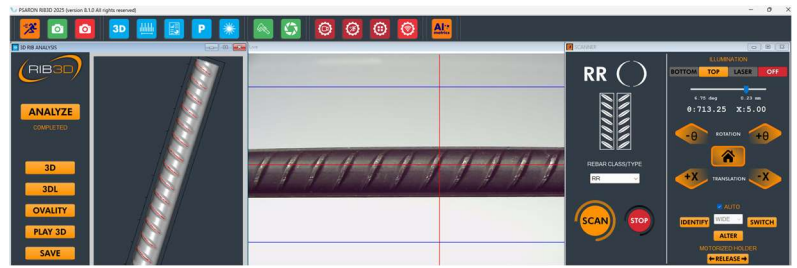 PSARON RIB3D 2025 (version 8.1.0 All rights reserved)
3D
P
AI+
metrics
3D RIB ANALYSIS
RIB3D
ANALYZE
COMPLETED
3D
3DL
OVALITY
PLAY 3D
SAVE
SCANNER
RR
REBAR CLASS/TYPE
RR
SCAN
STOP
ILLUMINATION
BOTTOM TOP LASER OFF
6.75 deg 0.23 mm
θ:713.25 X:5.00
-θ ROTATION +θ
+X TRANSLATION -X
AUTO
IDENTIFY WIDE SWITCH
ALTER
MOTORIZED HOLDER
RELEASE